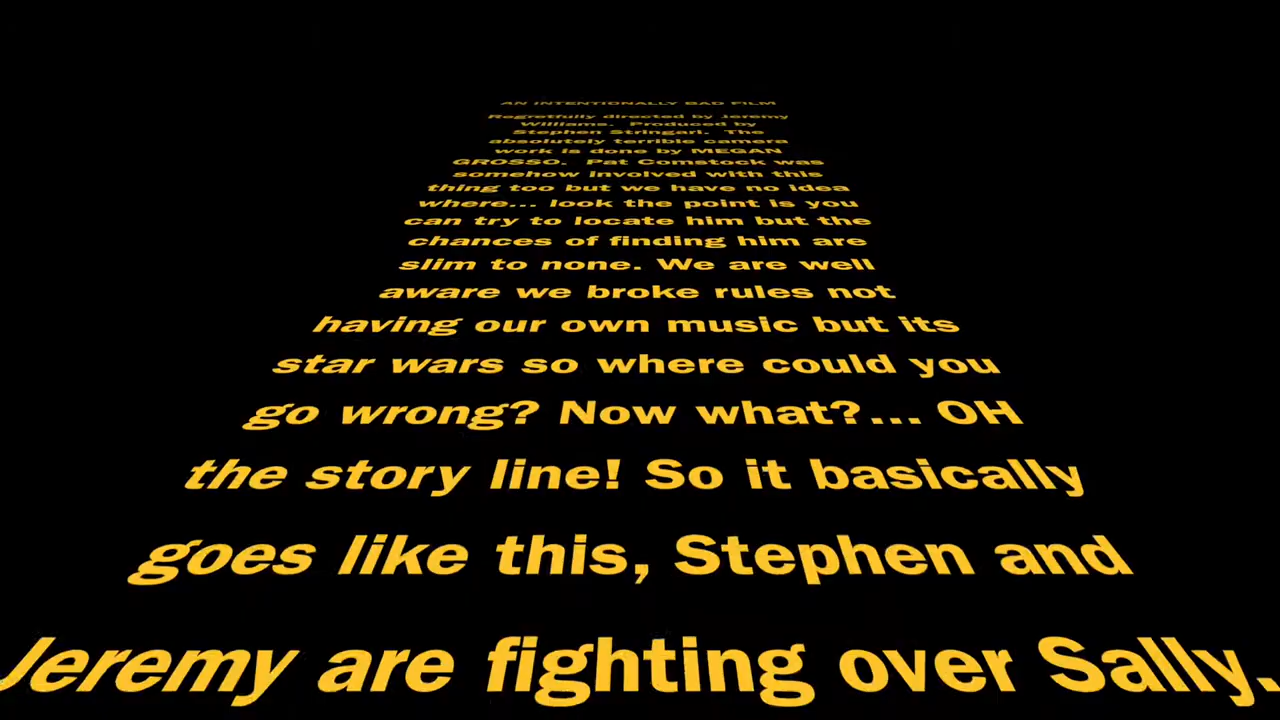 AN INTENTIONALLY BAD FILM
Regretfully directed by Jeremy
Williams. Produced by
Stephen Stringari. The
absolutely terrible camera
work is done by MEGAN
GROSSO. Pat Comstock was
somehow involved with this
thing too but we have no idea
where... look the point is you
can try to locate him but the
chances of finding him are
slim to none. We are well
aware we broke rules not
having our own music but its
star wars so where could you
go wrong? Now what?... OH
the story line! So it basically
goes like this, Stephen and
Jeremy are fighting over Sally.